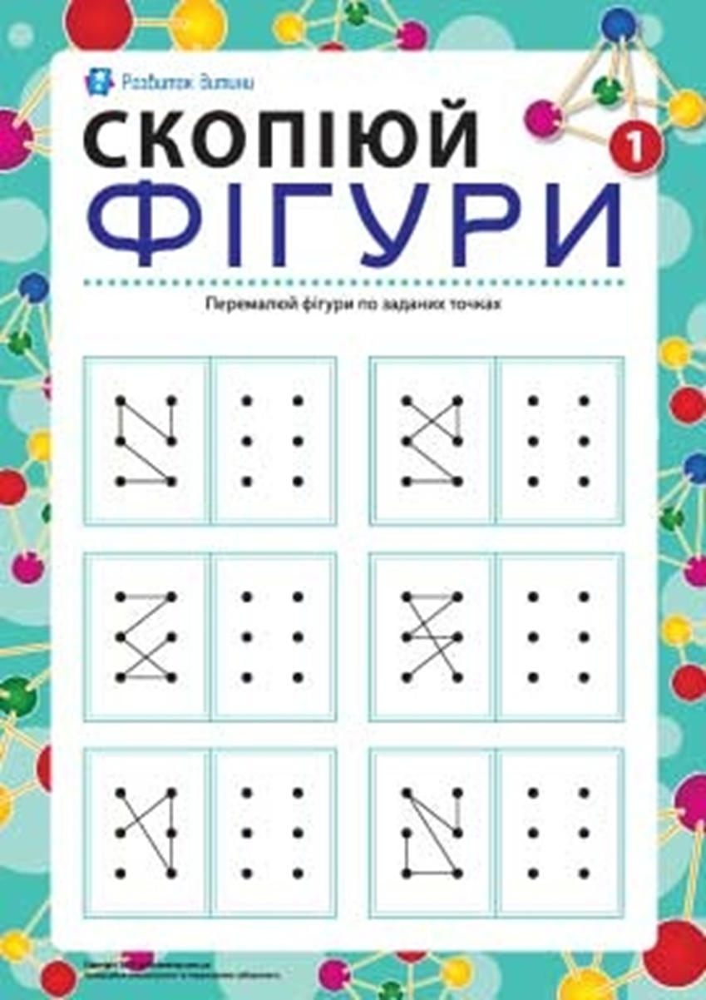 Розвиток дитини
СКОПІЮЙ
1
ФІГУРИ
Перемалюй фігури по заданих точках